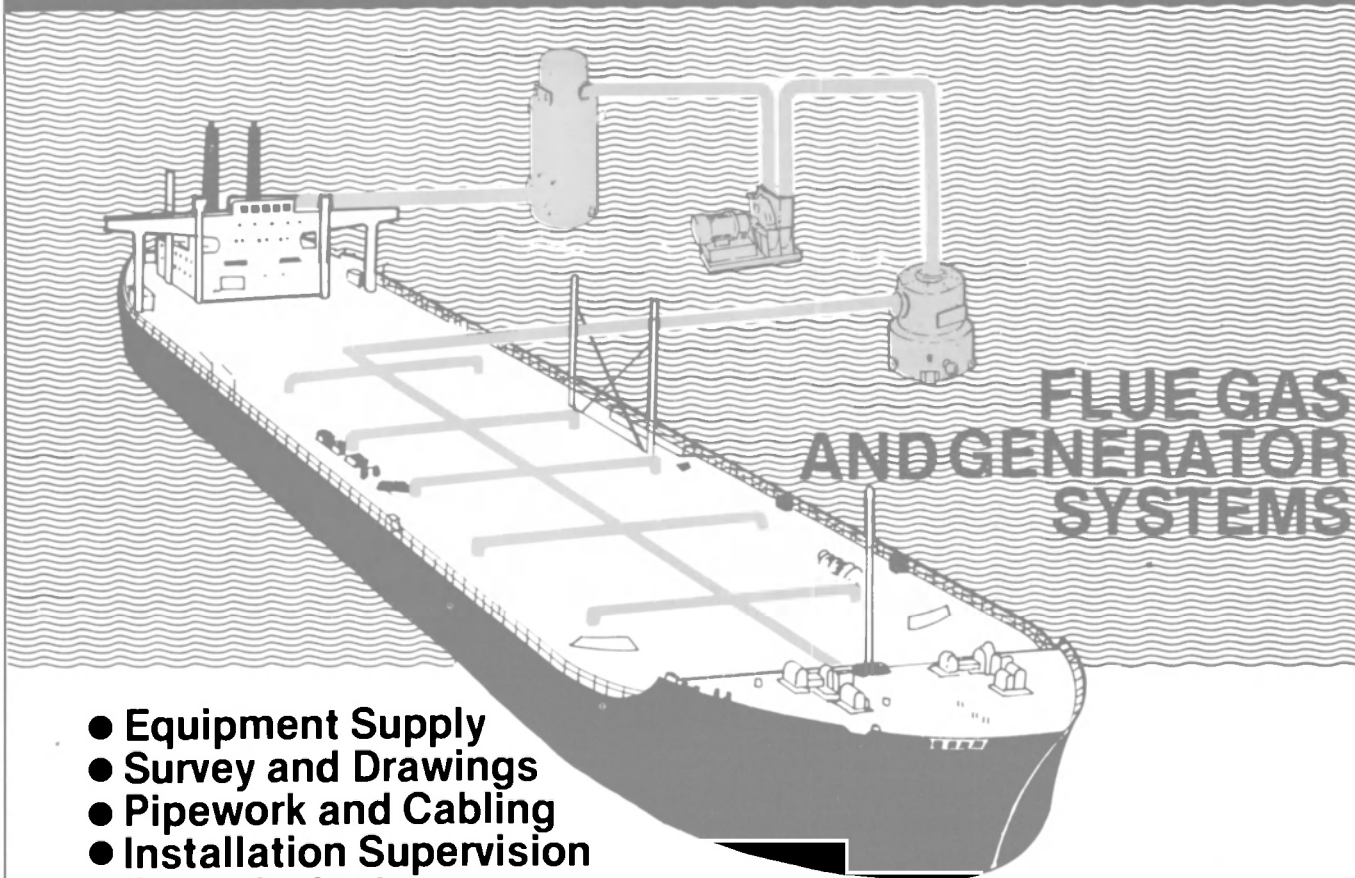 FLUE GAS
AND GENERATOR
SYSTEMS
● Equipment Supply
● Survey and Drawings
● Pipework and Cabling
● Installation Supervision